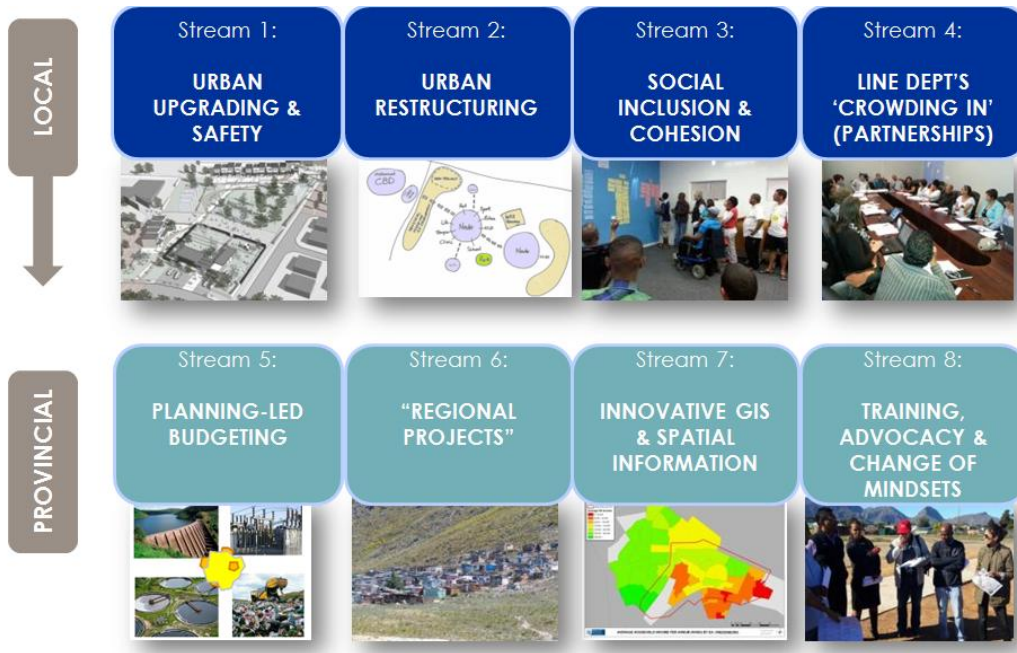 LOCAL
Stream 1:
URBAN
UPGRADING &
SAFETY
Stream 2:
URBAN
RESTRUCTURING
Stream 3:
SOCIAL
INCLUSION &
COHESION
Stream 4:
LINE DEPT'S
'CROWDING IN'
(PARTNERSHIPS)
CBD
Node
Node
PROVINCIAL
Stream 5:
PLANNING-LED
BUDGETING
Stream 6:
“REGIONAL
PROJECTS”
Stream 7:
INNOVATIVE GIS
& SPATIAL
INFORMATION
Stream 8:
TRAINING,
ADVOCACY &
CHANGE OF
MINDSETS